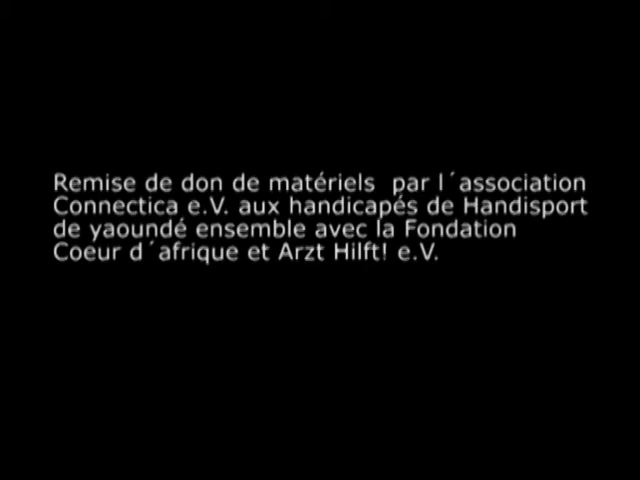 Remise de don de matériels  par l´association
Connectica e.V. aux handicapés de Handisport
de yaoundé ensemble avec la Fondation
Coeur d´afrique et Arzt Hilft! e.V.